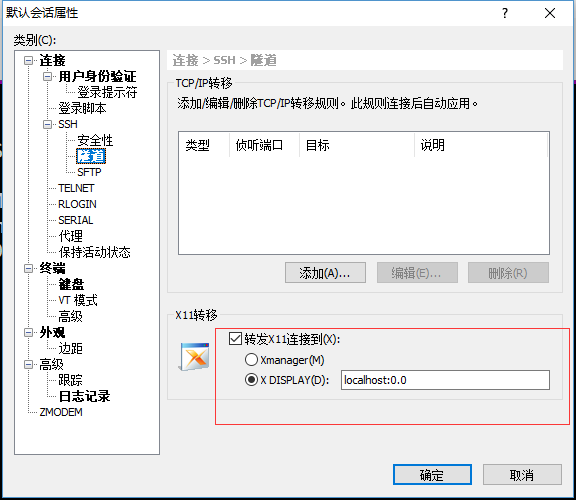 默认会话属性
?
类别(C):
连接
用户身份验证
登录提示符
登录脚本
SSH
安全性
隧道
SFTP
TELNET
RLOGIN
SERIAL
代理
保持活动状态
终端
键盘
VT 模式
高级
外观
边距
高级
跟踪
日志记录
ZMODEM
连接 > SSH > 隧道
TCP/IP转移
添加/编辑/删除TCP/IP转移规则。此规则连接后自动应用。
类型 侦听端口 目标 说明
添加(A)... 编辑(E)... 删除(R)
X11转移
转发X11连接到(X):
Xmanager(M)
X DISPLAY(D): localhost:0.0
确定 取消